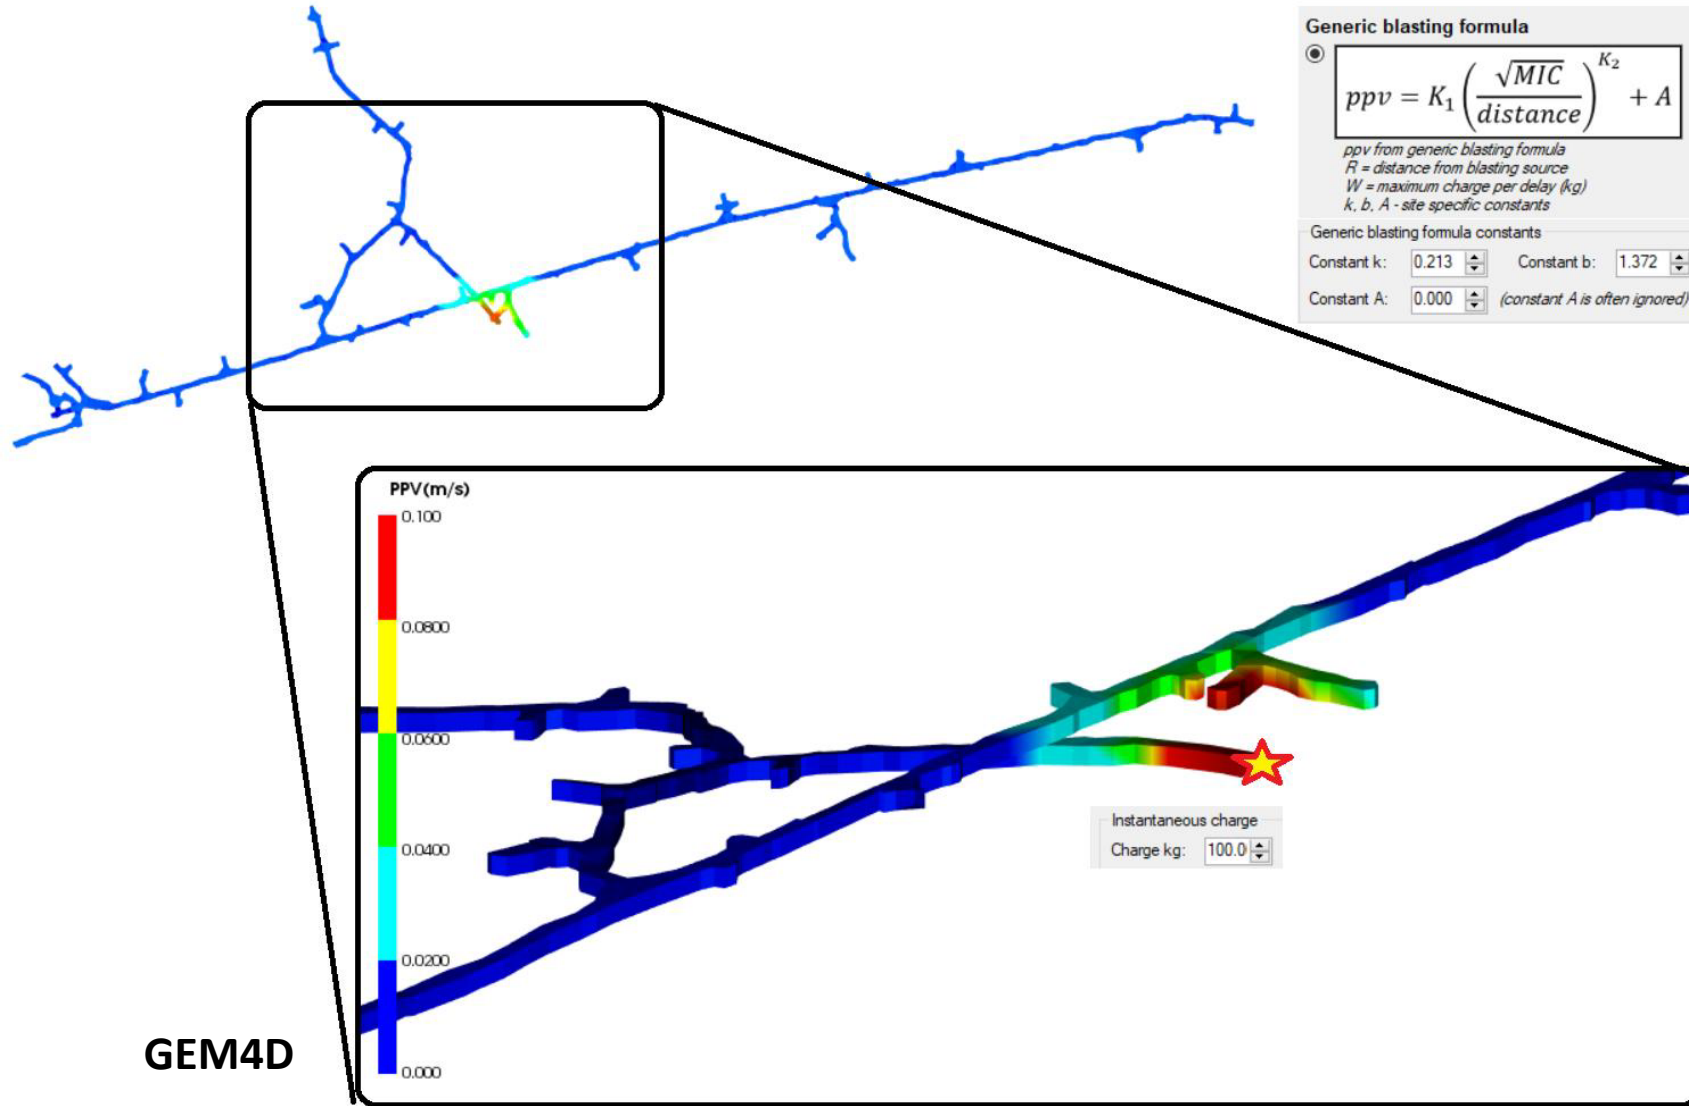 Generic blasting formula
ppv = K₁ (√MIC / distance)^K₂ + A
ppv from generic blasting formula
R = distance from blasting source
W = maximum charge per delay (kg)
k, b, A - site specific constants
Generic blasting formula constants
Constant k: 0.213 Constant b: 1.372
Constant A: 0.000 (constant A is often ignored)
PPV(m/s)
0.100
0.0800
0.0600
0.0400
0.0200
0.000
Instantaneous charge
Charge kg: 100.0
GEM4D